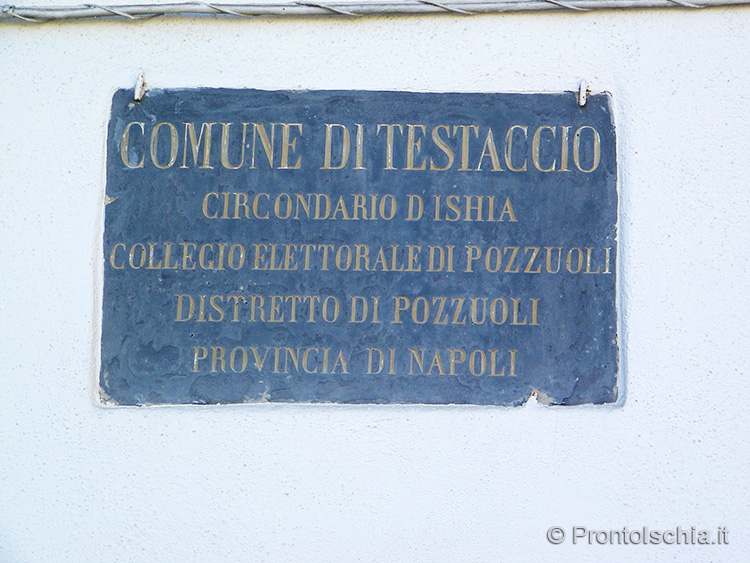 COMUNE DI TESTACCIO
CIRCONDARIO D ISHIA
COLLEGIO ELETTORALE DI POZZUOLI
DISTRETTO DI POZZUOLI
PROVINCIA DI NAPOLI
© ProntoIschia.it